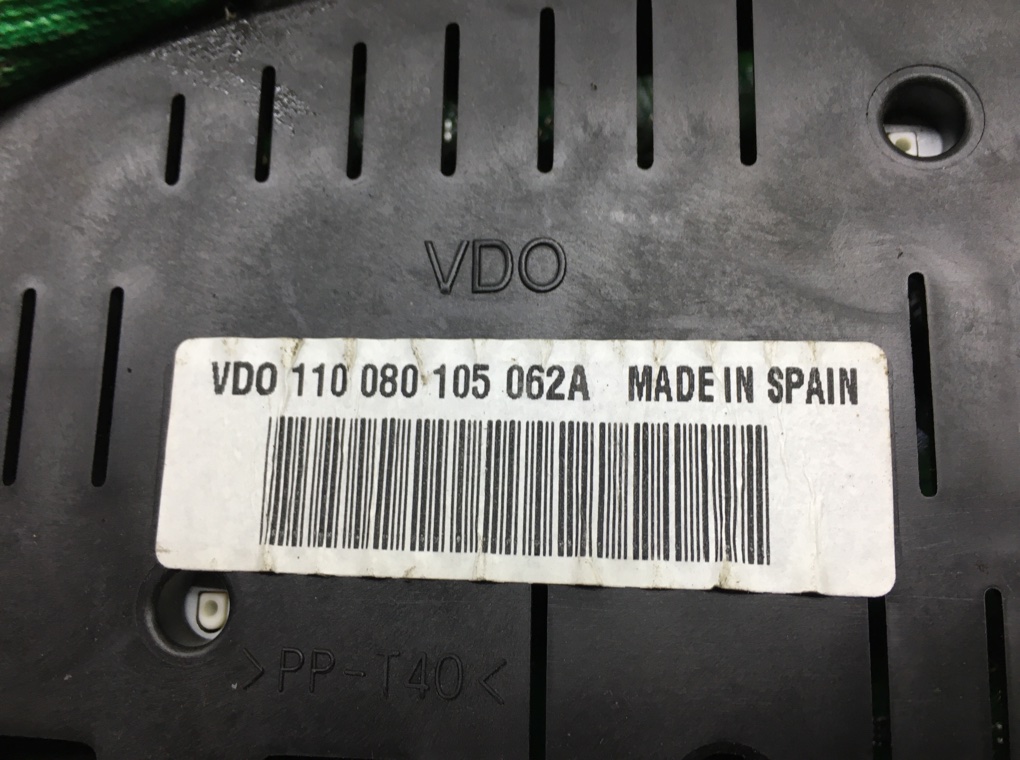 VDO
VDO 110 080 105 062A MADE IN SPAIN
>PP-T40<